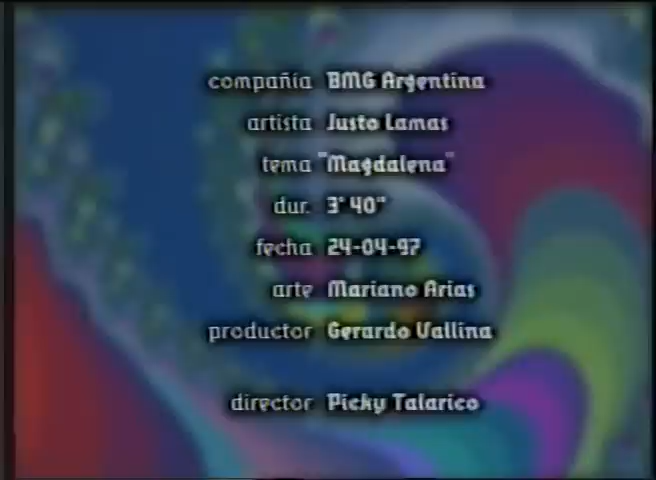 compañia BMG Argentina
artista Justo Lamas
tema "Magdalena"
dur. 3' 40"
fecha 24-04-97
arte Mariano Arias
productor Gerardo Vallina
director Picky Talarico